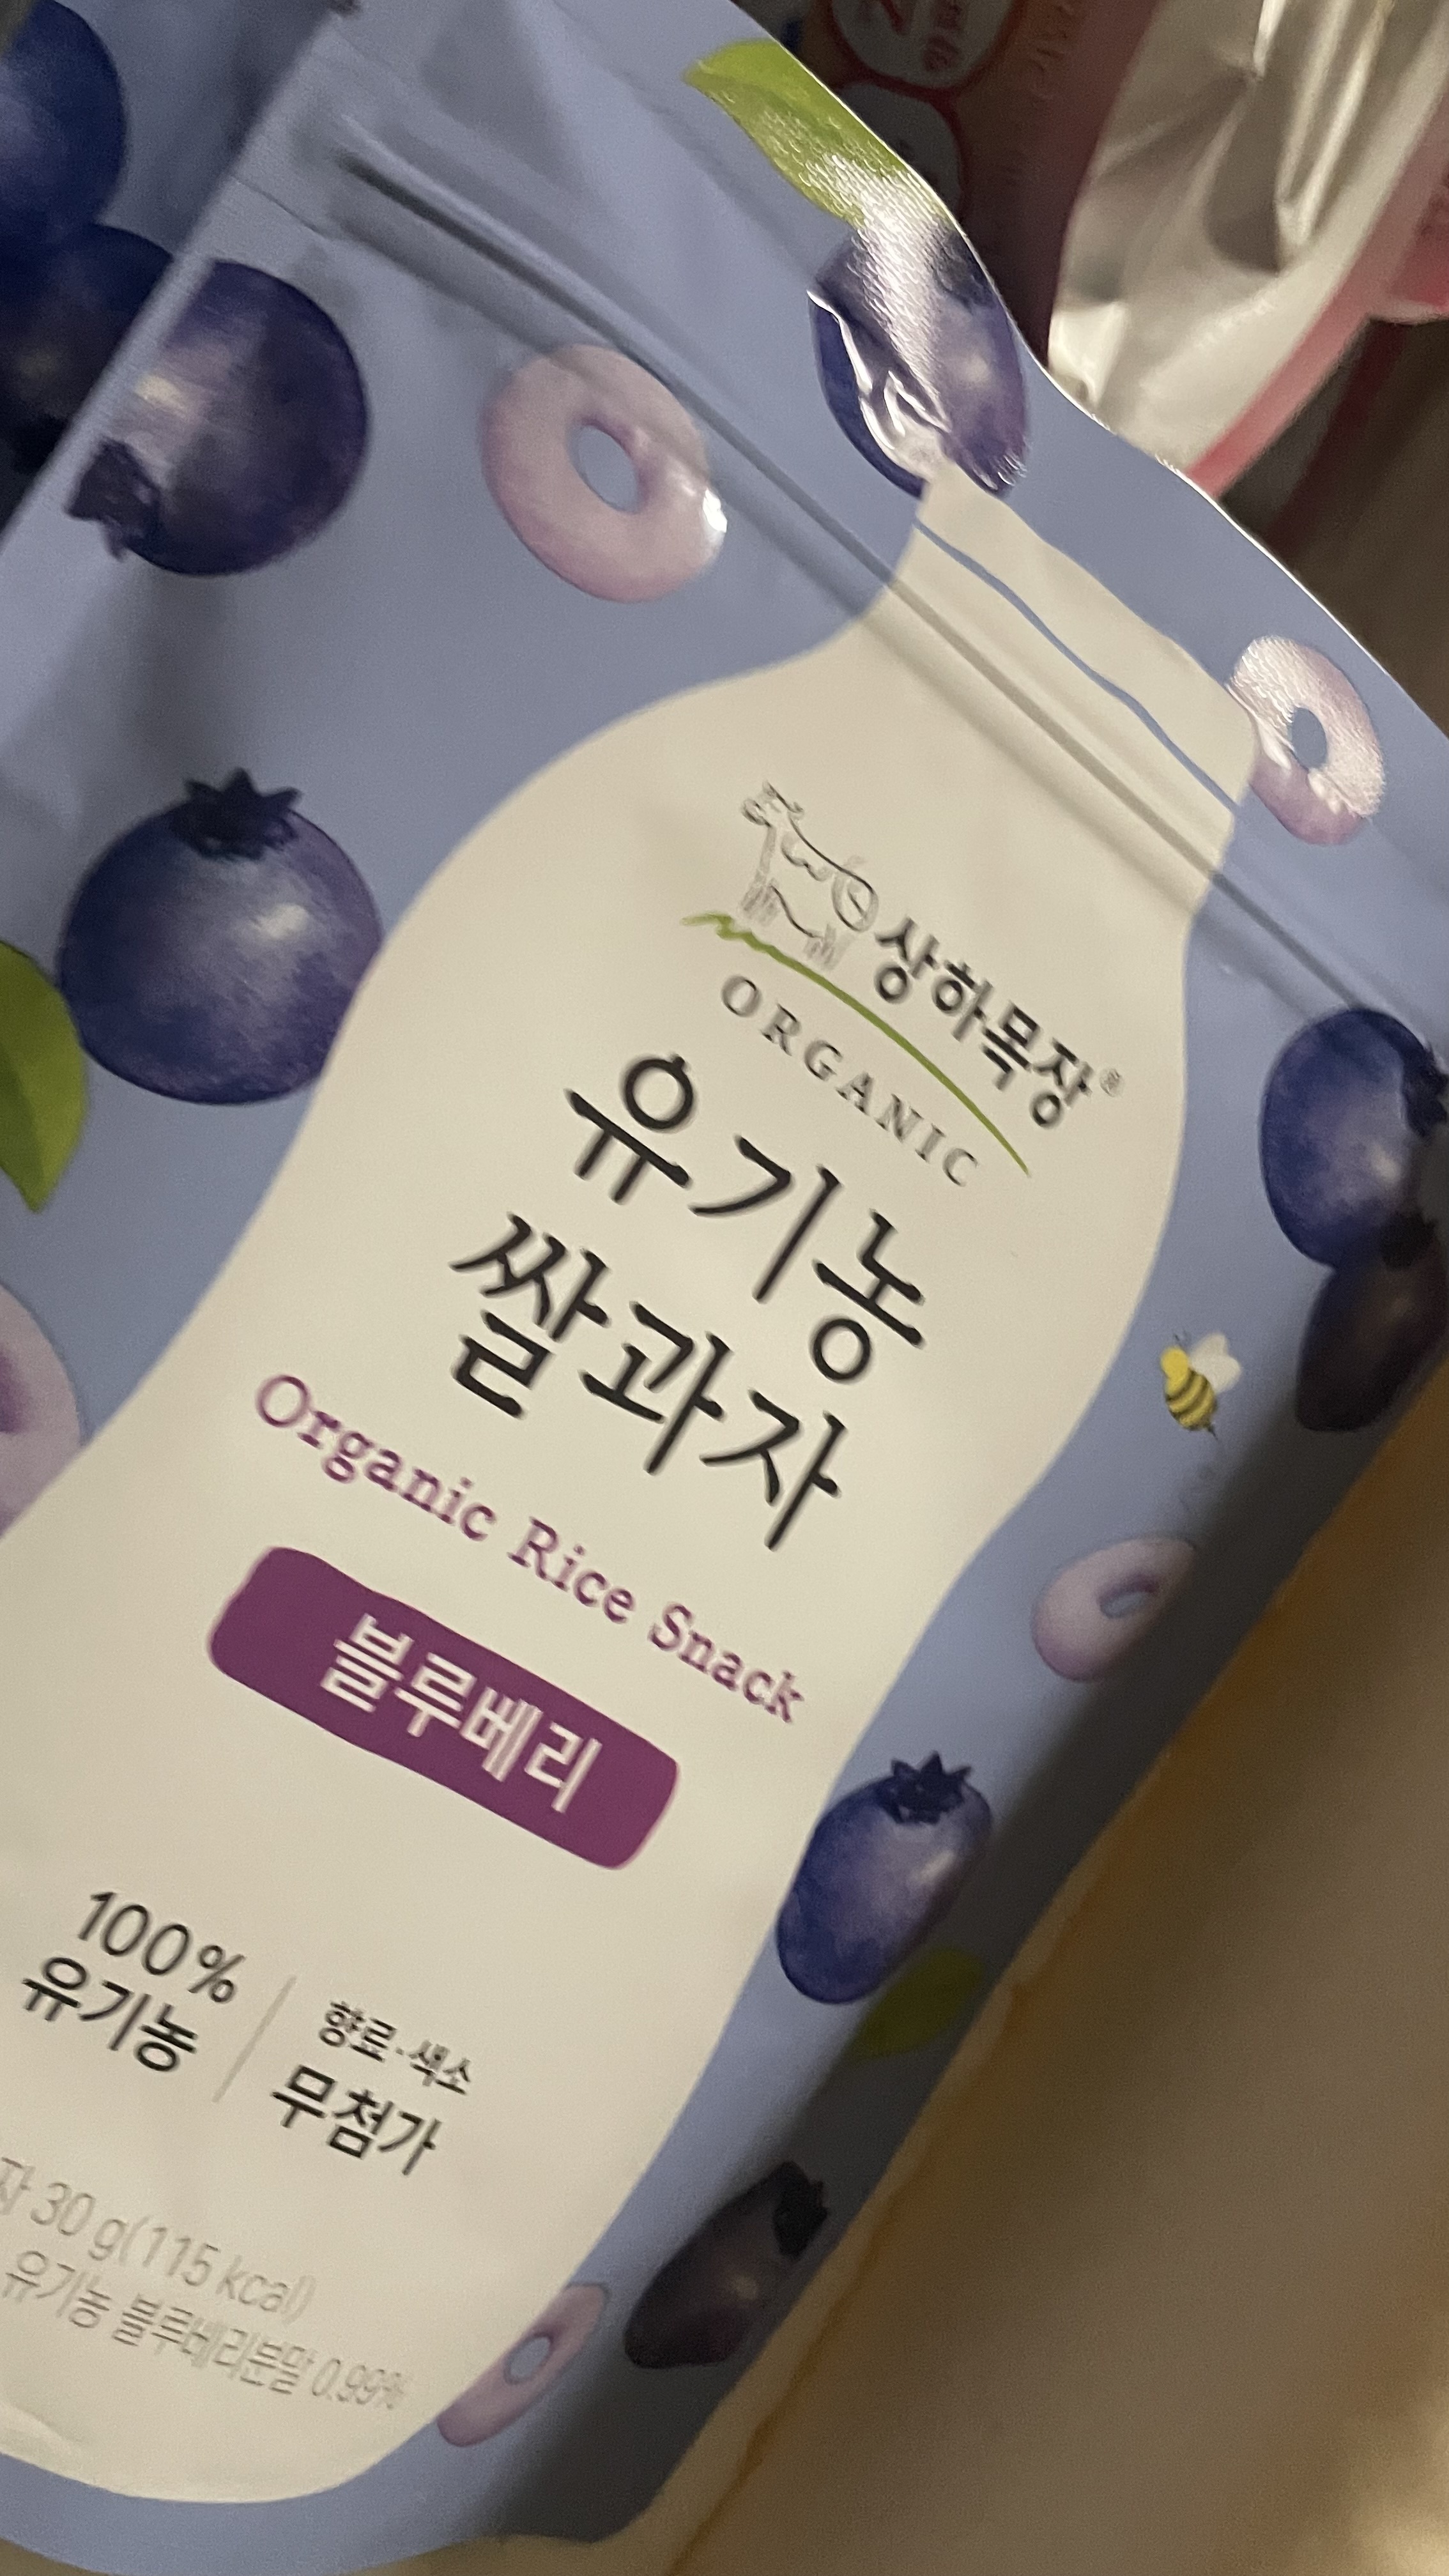 상하목장®
ORGANIC
유기농
쌀과자
Organic Rice Snack
블루베리
100%
유기농
향료·색소
무첨가
자 30 g(115 kcal)
유기농 블루베리분말 0.99%